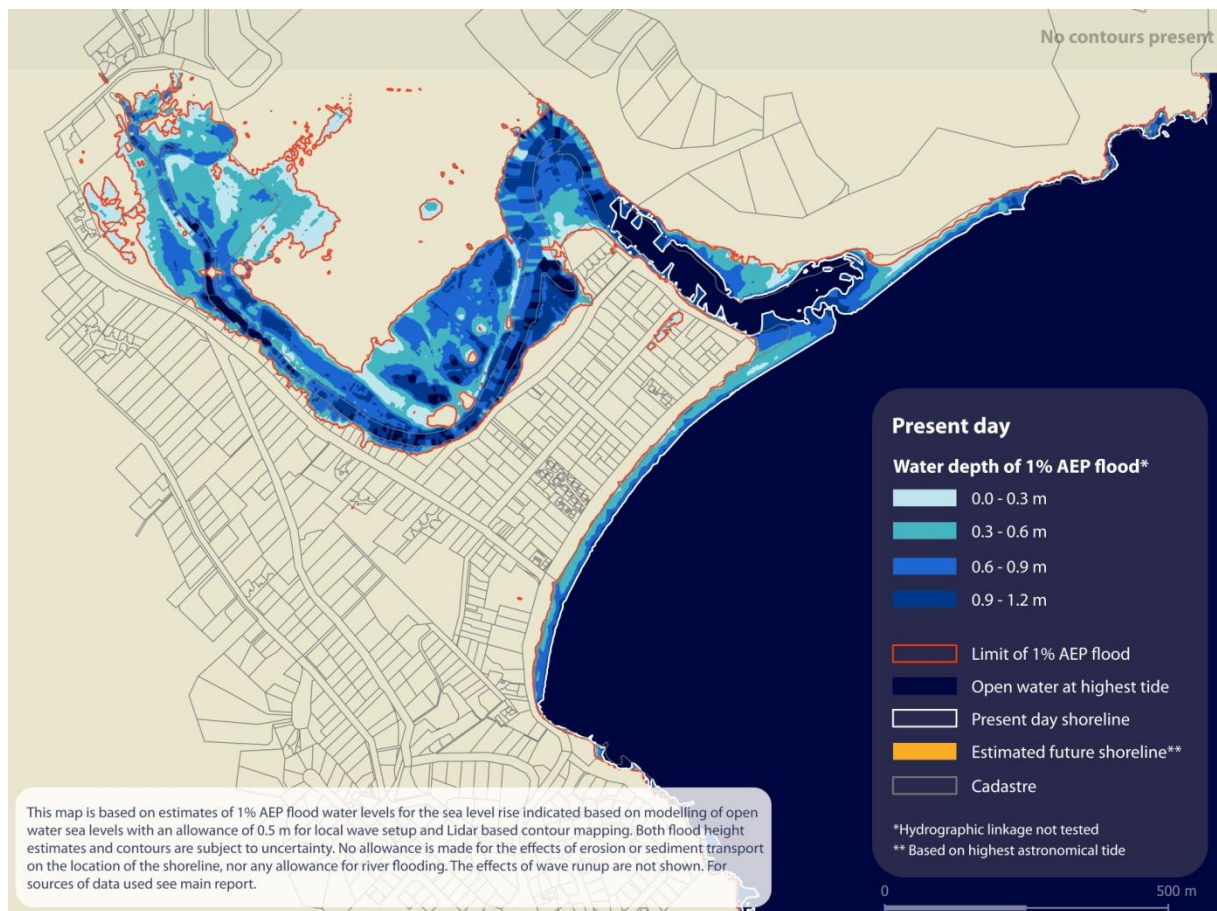 No contours present
Present day
Water depth of 1% AEP flood*
0.0 - 0.3 m
0.3 - 0.6 m
0.6 - 0.9 m
0.9 - 1.2 m
Limit of 1% AEP flood
Open water at highest tide
Present day shoreline
Estimated future shoreline**
Cadastre
*Hydrographic linkage not tested
** Based on highest astronomical tide
0 500 m
This map is based on estimates of 1% AEP flood water levels for the sea level rise indicated based on modelling of open
water sea levels with an allowance of 0.5 m for local wave setup and Lidar based contour mapping. Both flood height
estimates and contours are subject to uncertainty. No allowance is made for the effects of erosion or sediment transport
on the location of the shoreline, nor any allowance for river flooding. The effects of wave runup are not shown. For
sources of data used see main report.